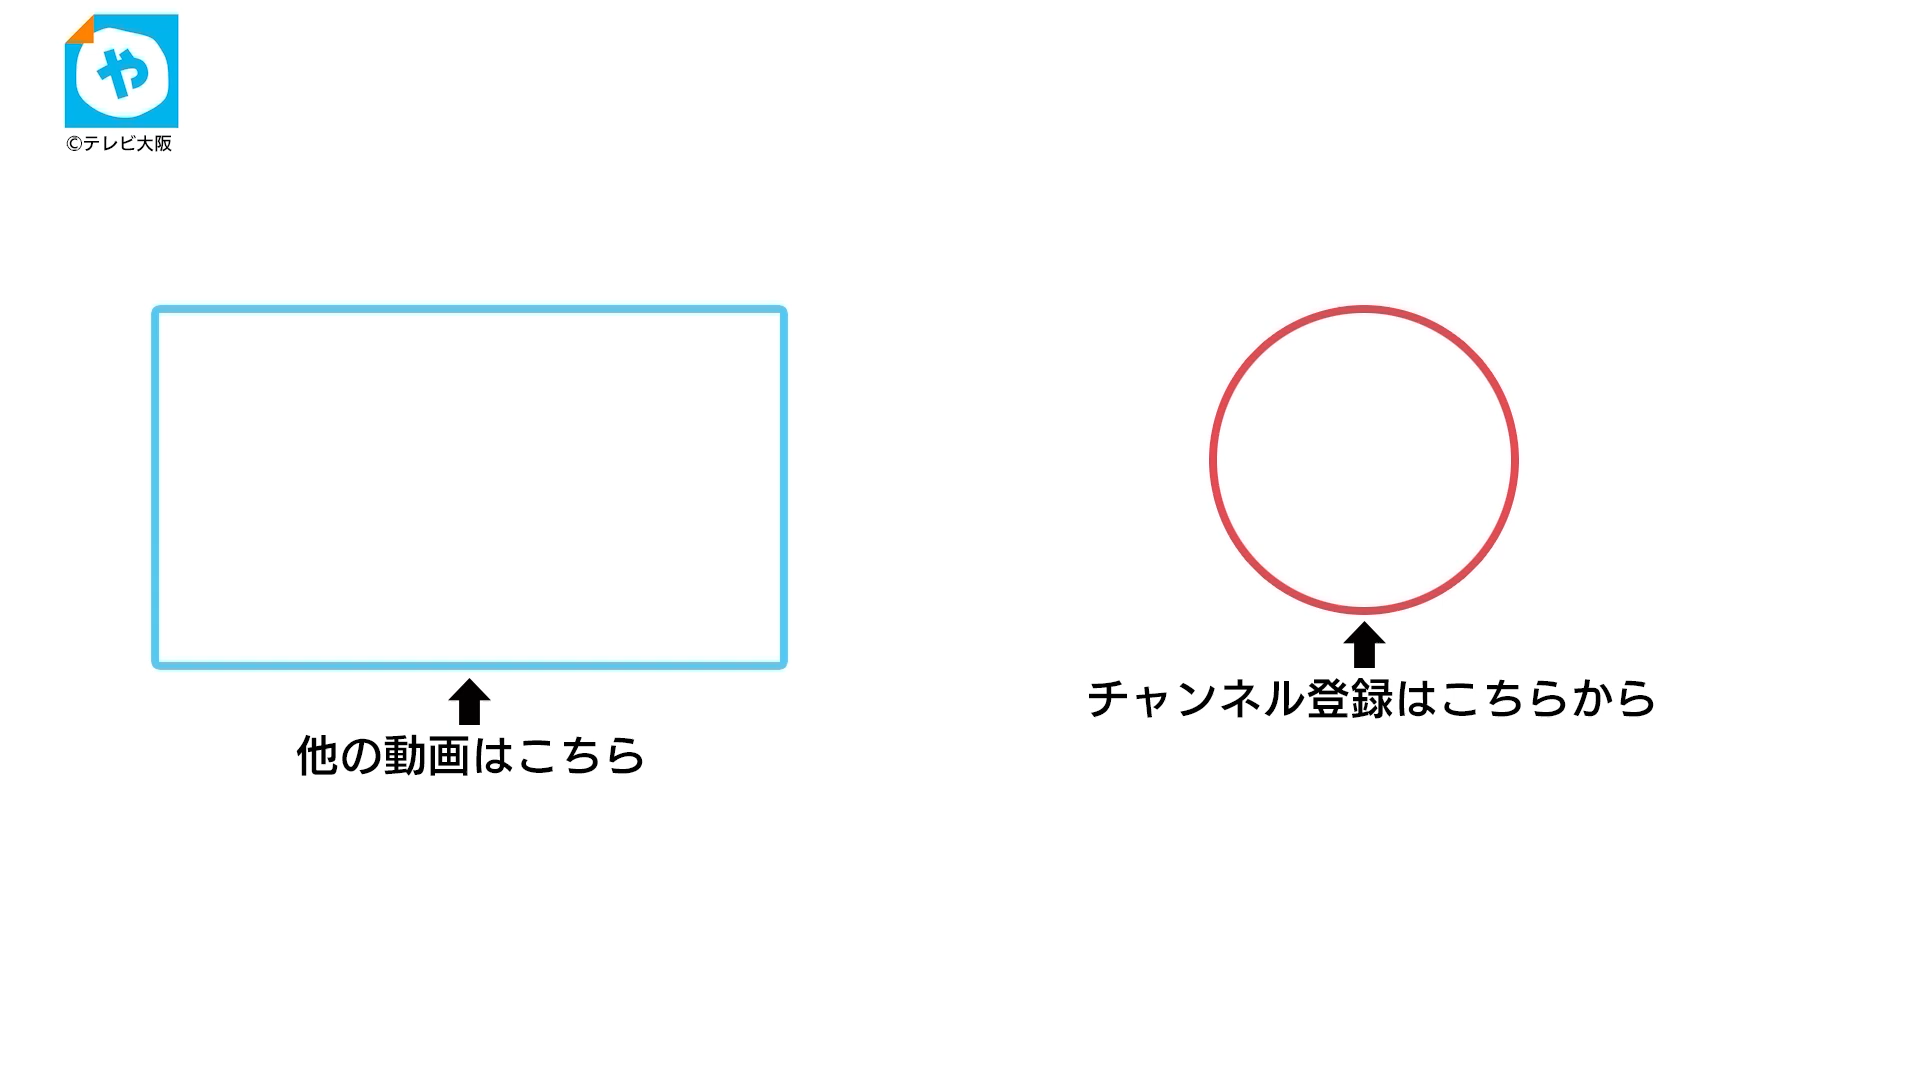 や
©テレビ大阪
他の動画はこちら
チャンネル登録はこちらから